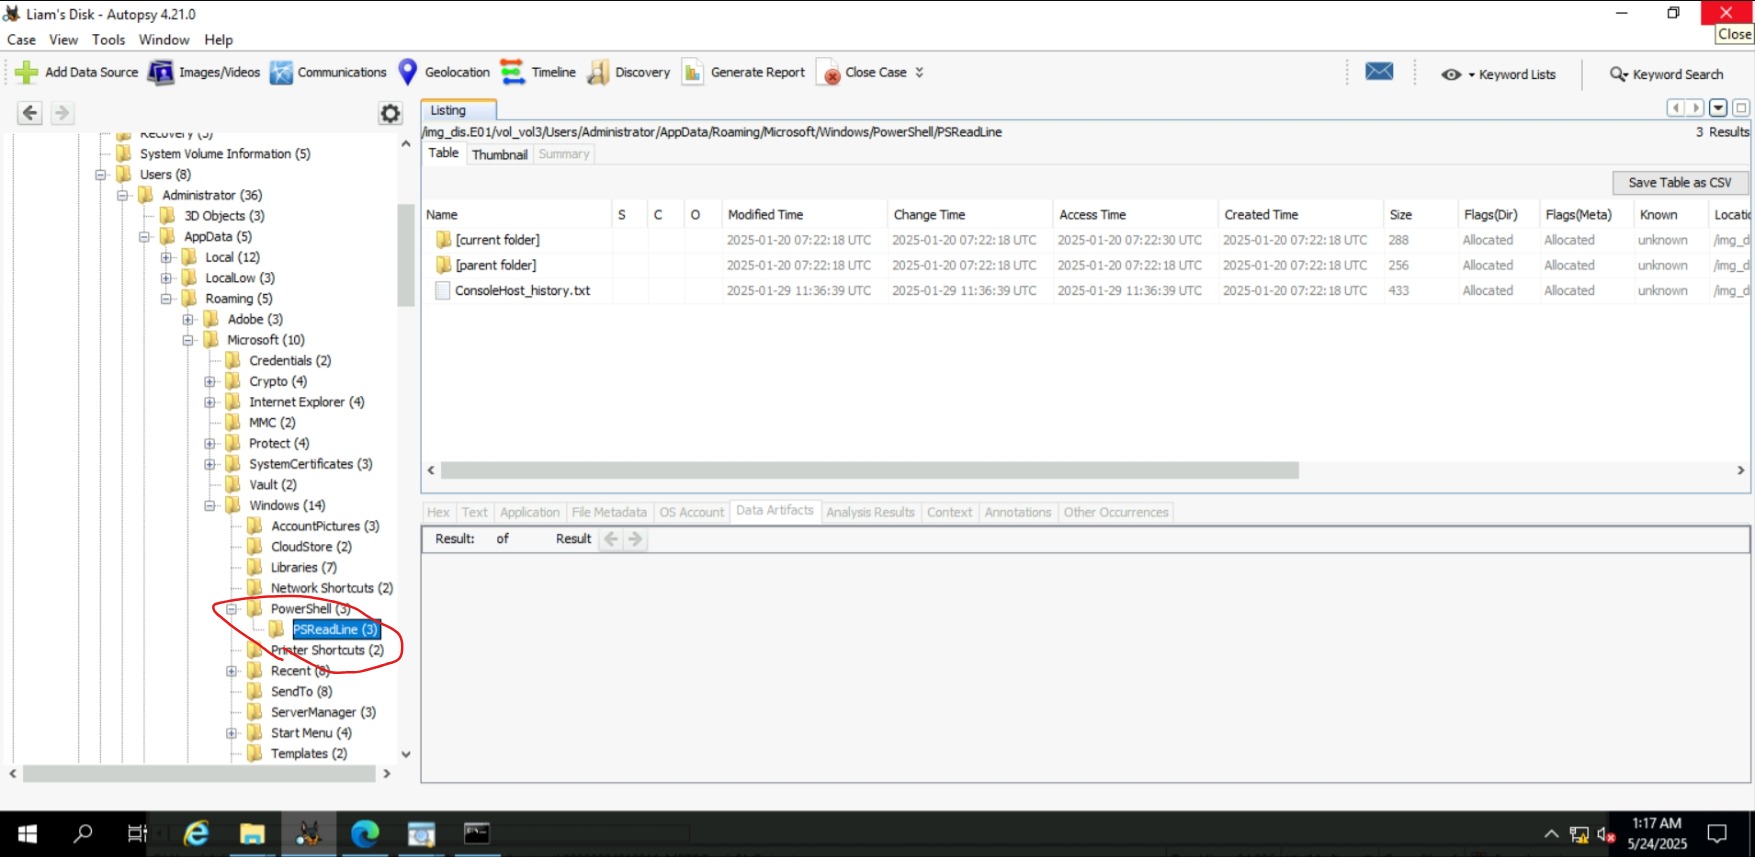 Liam's Disk - Autopsy 4.21.0
Close
Case View Tools Window Help
Add Data Source Images/Videos Communications Geolocation Timeline Discovery Generate Report Close Case Keyword Lists Keyword Search
Recovery (5)
System Volume Information (5)
Users (8)
Administrator (36)
3D Objects (3)
AppData (5)
Local (12)
LocalLow (3)
Roaming (5)
Adobe (3)
Microsoft (10)
Credentials (2)
Crypto (4)
Internet Explorer (4)
MMC (2)
Protect (4)
SystemCertificates (3)
Vault (2)
Windows (14)
AccountPictures (3)
CloudStore (2)
Libraries (7)
Network Shortcuts (2)
PowerShell (3)
PSReadLine (3)
Printer Shortcuts (2)
Recent (8)
SendTo (8)
ServerManager (3)
Start Menu (4)
Templates (2)
Listing
/img_dis.E01/vol_vol3/Users/Administrator/AppData/Roaming/Microsoft/Windows/PowerShell/PSReadLine 3 Results
Table Thumbnail Summary
Save Table as CSV
Name S C O Modified Time Change Time Access Time Created Time Size Flags(Dir) Flags(Meta) Known Locatio
[current folder] 2025-01-20 07:22:18 UTC 2025-01-20 07:22:18 UTC 2025-01-20 07:22:30 UTC 2025-01-20 07:22:18 UTC 288 Allocated Allocated unknown /img_d
[parent folder] 2025-01-20 07:22:18 UTC 2025-01-20 07:22:18 UTC 2025-01-20 07:22:18 UTC 2025-01-20 07:22:18 UTC 256 Allocated Allocated unknown /img_d
ConsoleHost_history.txt 2025-01-29 11:36:39 UTC 2025-01-29 11:36:39 UTC 2025-01-29 11:36:39 UTC 2025-01-20 07:22:18 UTC 433 Allocated Allocated unknown /img_d
Hex Text Application File Metadata OS Account Data Artifacts Analysis Results Context Annotations Other Occurrences
Result: of Result
1:17 AM
5/24/2025